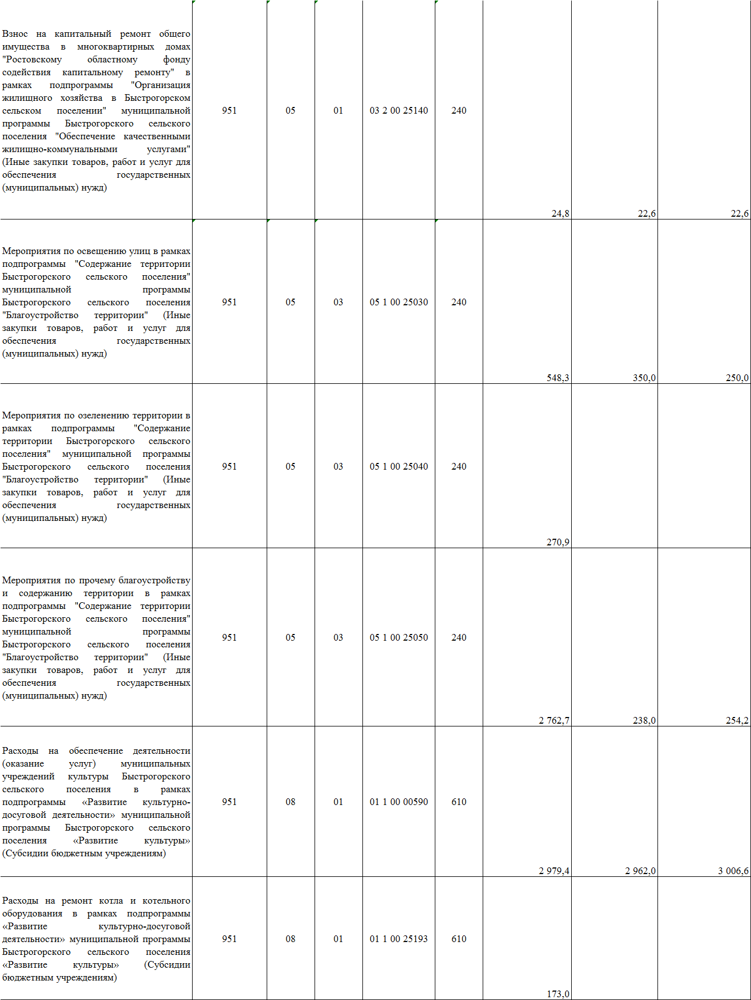 Взнос на капитальный ремонт общего
имущества в многоквартирных домах
"Ростовскому областному фонду
содействия капитальному ремонту" в
рамках подпрограммы "Организация
жилищного хозяйства в Быстрогорском
сельском поселении" муниципальной
программы Быстрогорского сельского
поселения "Обеспечение качественными
жилищно-коммунальными услугами"
(Иные закупки товаров, работ и услуг для
обеспечения государственных
(муниципальных) нужд)
951 05 01 03 2 00 25140 240
24,8 22,6 22,6
Мероприятия по освещению улиц в рамках
подпрограммы "Содержание территории
Быстрогорского сельского поселения"
муниципальной программы
Быстрогорского сельского поселения
"Благоустройство территории" (Иные
закупки товаров, работ и услуг для
обеспечения государственных
(муниципальных) нужд)
951 05 03 05 1 00 25030 240
548,3 350,0 250,0
Мероприятия по озеленению территории в
рамках подпрограммы "Содержание
территории Быстрогорского сельского
поселения" муниципальной программы
Быстрогорского сельского поселения
"Благоустройство территории" (Иные
закупки товаров, работ и услуг для
обеспечения государственных
(муниципальных) нужд)
951 05 03 05 1 00 25040 240
270,9
Мероприятия по прочему благоустройству
и содержанию территории в рамках
подпрограммы "Содержание территории
Быстрогорского сельского поселения"
муниципальной программы
Быстрогорского сельского поселения
"Благоустройство территории" (Иные
закупки товаров, работ и услуг для
обеспечения государственных
(муниципальных) нужд)
951 05 03 05 1 00 25050 240
2 762,7 238,0 254,2
Расходы на обеспечение деятельности
(оказание услуг) муниципальных
учреждений культуры Быстрогорского
сельского поселения в рамках
подпрограммы «Развитие культурно-
досуговой деятельности» муниципальной
программы Быстрогорского сельского
поселения «Развитие культуры»
(Субсидии бюджетным учреждениям)
951 08 01 01 1 00 00590 610
2 979,4 2 962,0 3 006,6
Расходы на ремонт котла и котельного
оборудования в рамках подпрограммы
«Развитие культурно-досуговой
деятельности» муниципальной программы
Быстрогорского сельского поселения
«Развитие культуры» (Субсидии
бюджетным учреждениям)
951 08 01 01 1 00 25193 610
173,0